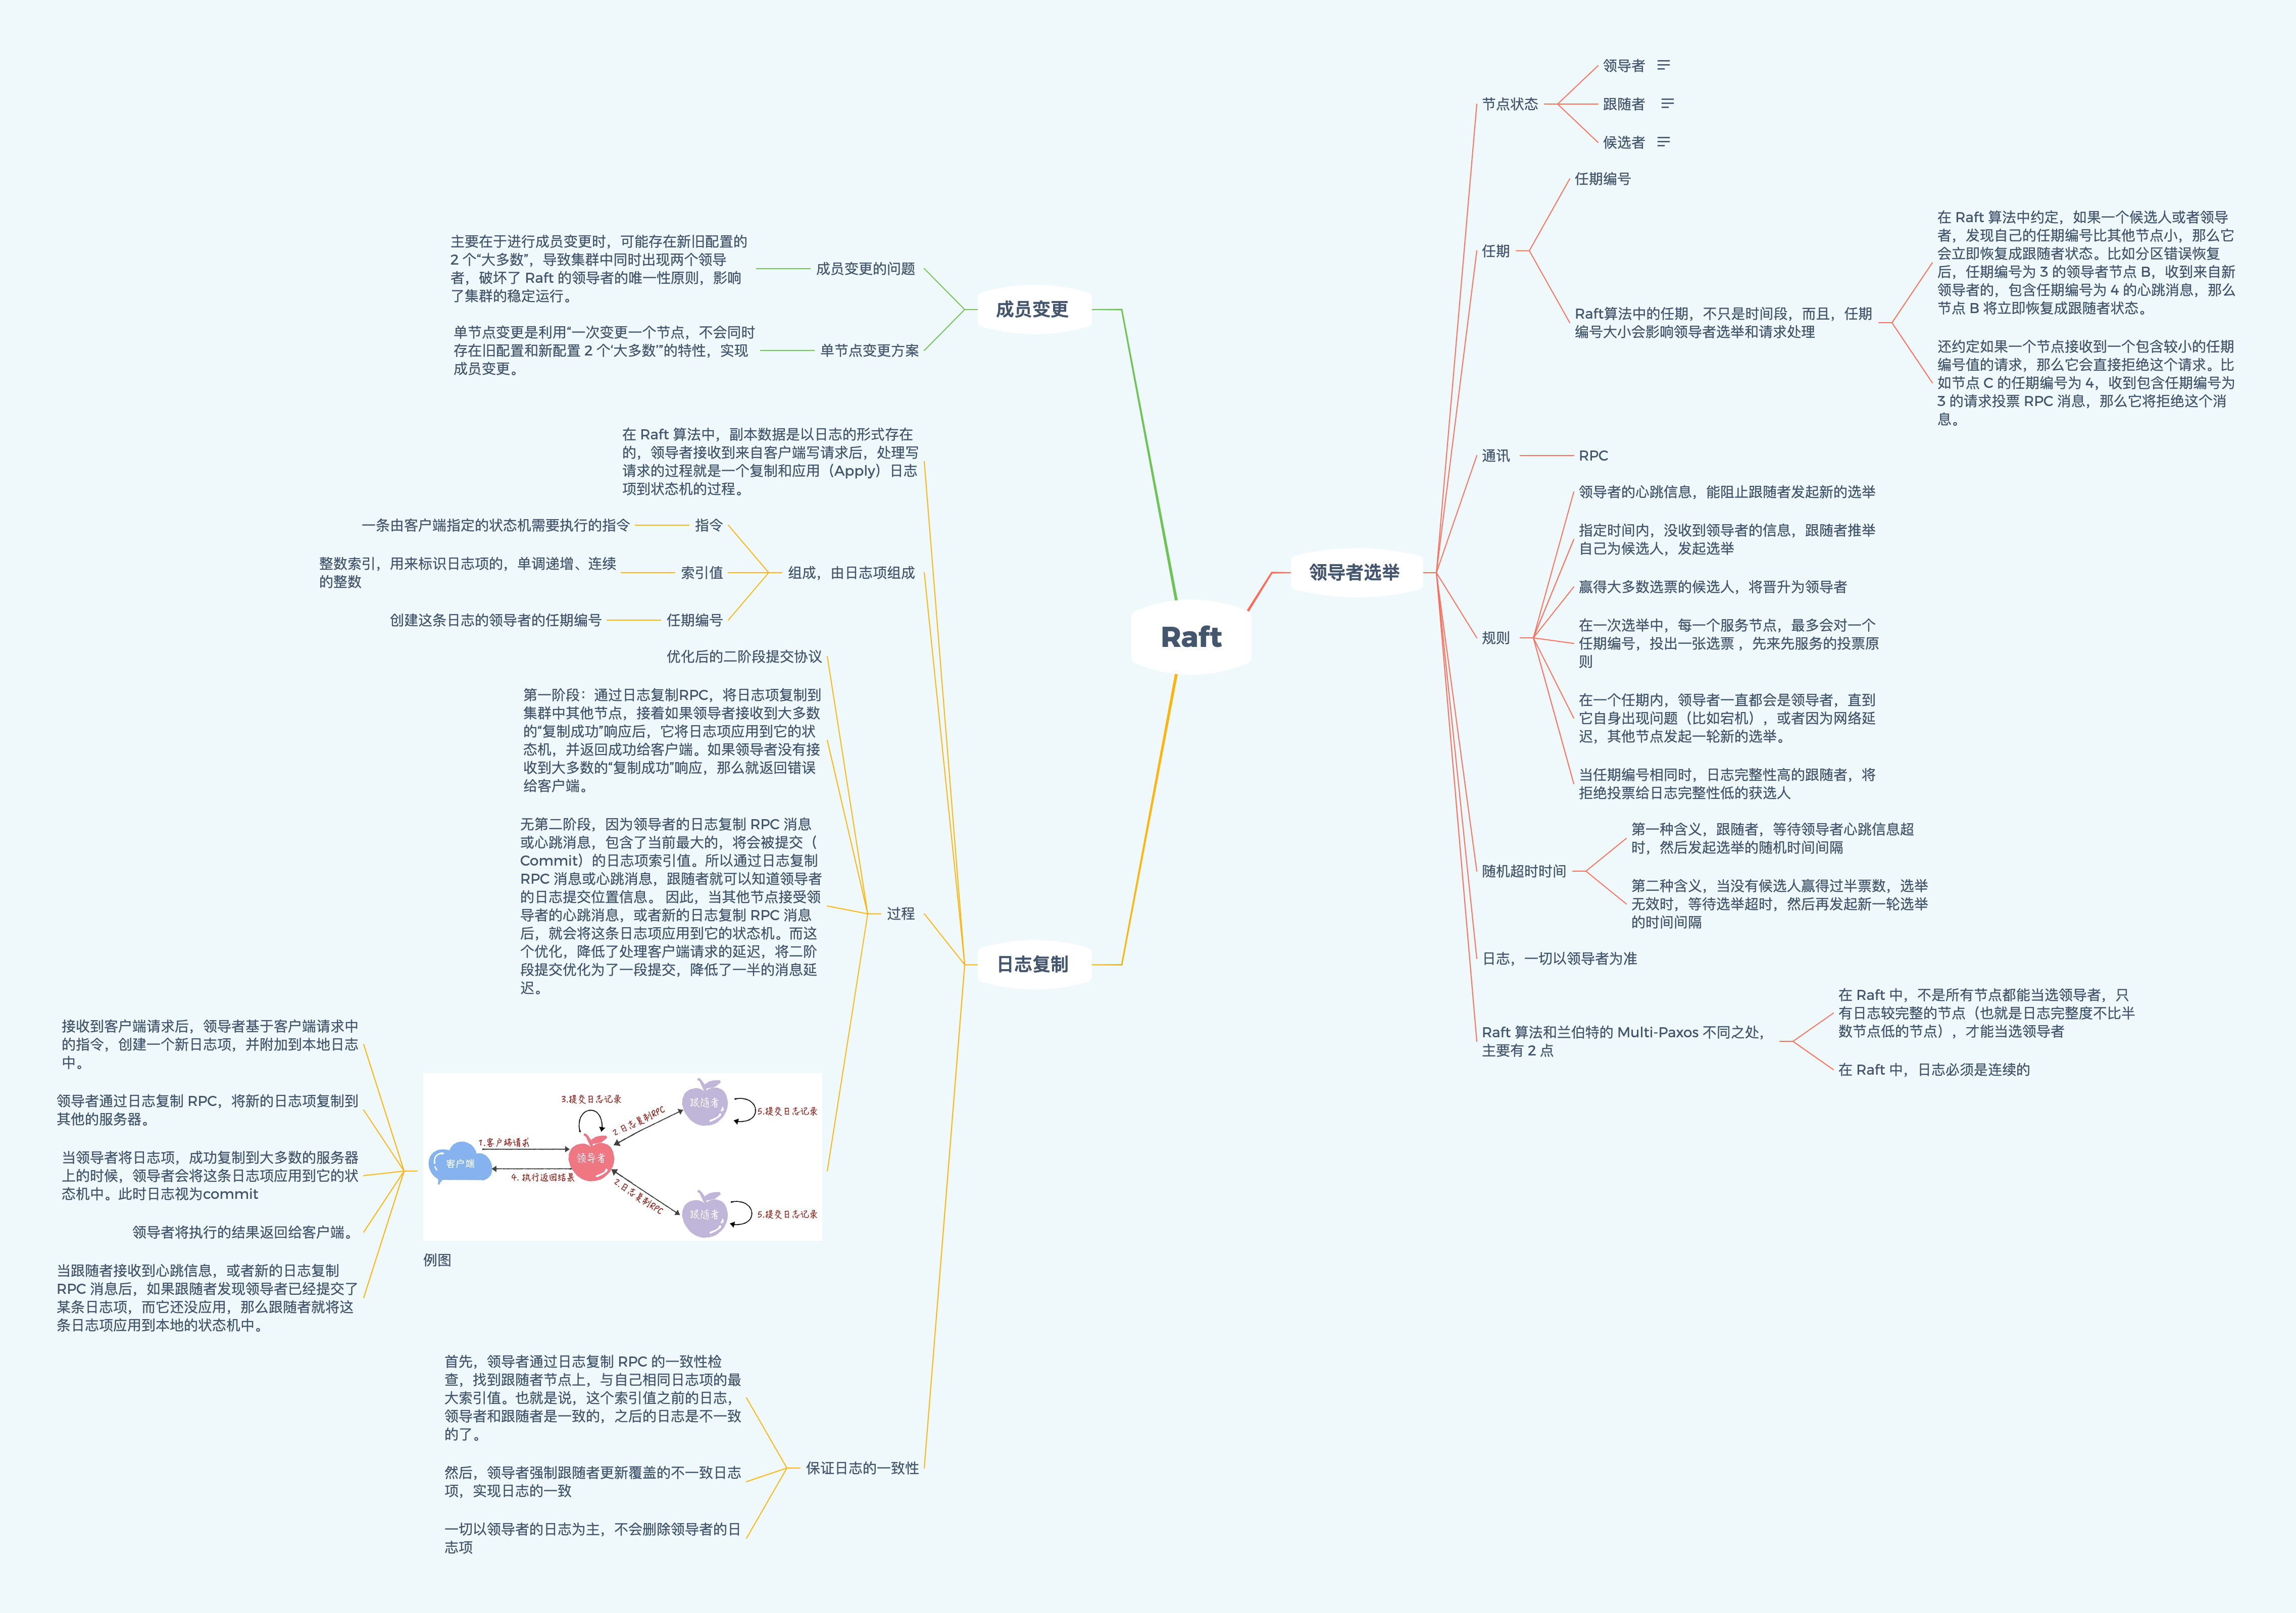 Raft
领导者选举
节点状态
领导者
跟随者
候选者
任期
任期编号
Raft算法中的任期，不只是时间段，而且，任期
编号大小会影响领导者选举和请求处理
在 Raft 算法中约定，如果一个候选人或者领导
者，发现自己的任期编号比其他节点小，那么它
会立即恢复成跟随者状态。比如分区错误恢复
后，任期编号为 3 的领导者节点 B，收到来自新
领导者的，包含任期编号为 4 的心跳消息，那么
节点 B 将立即恢复成跟随者状态。
还约定如果一个节点接收到一个包含较小的任期
编号值的请求，那么它会直接拒绝这个请求。比
如节点 C 的任期编号为 4，收到包含任期编号为
3 的请求投票 RPC 消息，那么它将拒绝这个消
息。
通讯
RPC
规则
领导者的心跳信息，能阻止跟随者发起新的选举
指定时间内，没收到领导者的信息，跟随者推举
自己为候选人，发起选举
赢得大多数选票的候选人，将晋升为领导者
在一次选举中，每一个服务节点，最多会对一个
任期编号，投出一张选票 ，先来先服务的投票原
则
在一个任期内，领导者一直都会是领导者，直到
它自身出现问题（比如宕机），或者因为网络延
迟，其他节点发起一轮新的选举。
当任期编号相同时，日志完整性高的跟随者，将
拒绝投票给日志完整性低的获选人
随机超时时间
第一种含义，跟随者，等待领导者心跳信息超
时，然后发起选举的随机时间间隔
第二种含义，当没有候选人赢得过半票数，选举
无效时，等待选举超时，然后再发起新一轮选举
的时间间隔
日志，一切以领导者为准
Raft 算法和兰伯特的 Multi-Paxos 不同之处，
主要有 2 点
在 Raft 中，不是所有节点都能当选领导者，只
有日志较完整的节点（也就是日志完整度不比半
数节点低的节点），才能当选领导者
在 Raft 中，日志必须是连续的
成员变更
成员变更的问题
主要在于进行成员变更时，可能存在新旧配置的
2 个“大多数”，导致集群中同时出现两个领导
者，破坏了 Raft 的领导者的唯一性原则，影响
了集群的稳定运行。
单节点变更方案
单节点变更是利用“一次变更一个节点，不会同时
存在旧配置和新配置 2 个‘大多数’”的特性，实现
成员变更。
日志复制
在 Raft 算法中，副本数据是以日志的形式存在
的，领导者接收到来自客户端写请求后，处理写
请求的过程就是一个复制和应用（Apply）日志
项到状态机的过程。
组成，由日志项组成
指令
一条由客户端指定的状态机需要执行的指令
索引值
整数索引，用来标识日志项的，单调递增、连续
的整数
任期编号
创建这条日志的领导者的任期编号
过程
优化后的二阶段提交协议
第一阶段：通过日志复制RPC，将日志项复制到
集群中其他节点，接着如果领导者接收到大多数
的“复制成功”响应后，它将日志项应用到它的状
态机，并返回成功给客户端。如果领导者没有接
收到大多数的“复制成功”响应，那么就返回错误
给客户端。
无第二阶段，因为领导者的日志复制 RPC 消息
或心跳消息，包含了当前最大的，将会被提交（
Commit）的日志项索引值。所以通过日志复制
RPC 消息或心跳消息，跟随者就可以知道领导者
的日志提交位置信息。 因此，当其他节点接受领
导者的心跳消息，或者新的日志复制 RPC 消息
后，就会将这条日志项应用到它的状态机。而这
个优化，降低了处理客户端请求的延迟，将二阶
段提交优化为了一段提交，降低了一半的消息延
迟。
客户端
1.客户端请求
领导者
3.提交日志记录
2.日志复制RPC
跟随者
5.提交日志记录
4.执行返回结果
2.日志复制RPC
跟随者
5.提交日志记录
例图
接收到客户端请求后，领导者基于客户端请求中
的指令，创建一个新日志项，并附加到本地日志
中。
领导者通过日志复制 RPC，将新的日志项复制到
其他的服务器。
当领导者将日志项，成功复制到大多数的服务器
上的时候，领导者会将这条日志项应用到它的状
态机中。此时日志视为commit
领导者将执行的结果返回给客户端。
当跟随者接收到心跳信息，或者新的日志复制
RPC 消息后，如果跟随者发现领导者已经提交了
某条日志项，而它还没应用，那么跟随者就将这
条日志项应用到本地的状态机中。
保证日志的一致性
首先，领导者通过日志复制 RPC 的一致性检
查，找到跟随者节点上，与自己相同日志项的最
大索引值。也就是说，这个索引值之前的日志，
领导者和跟随者是一致的，之后的日志是不一致
的了。
然后，领导者强制跟随者更新覆盖的不一致日志
项，实现日志的一致
一切以领导者的日志为主，不会删除领导者的日
志项